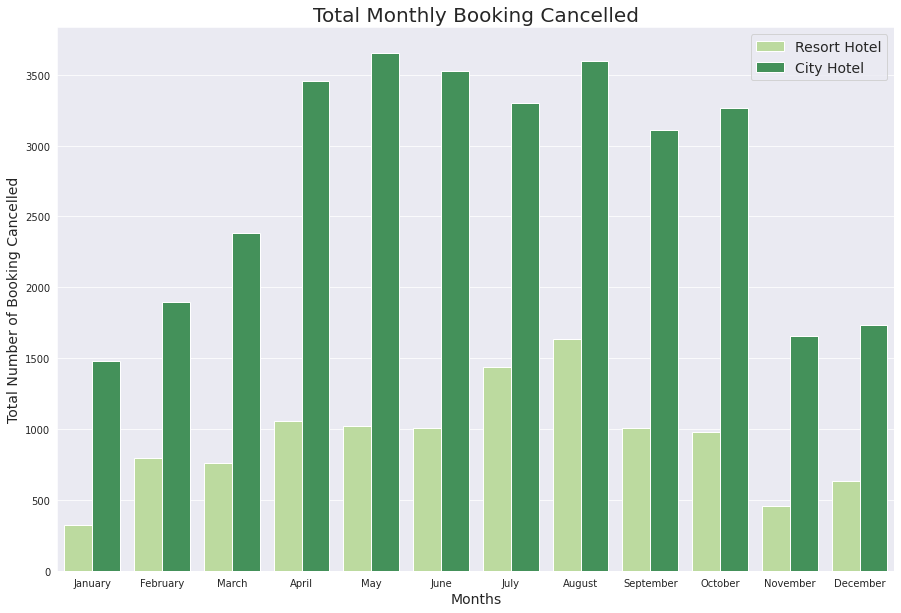 Total Monthly Booking Cancelled
Resort Hotel
City Hotel
Total Number of Booking Cancelled
3500
3000
2500
2000
1500
1000
500
0
January February March April May June July August September October November December
Months